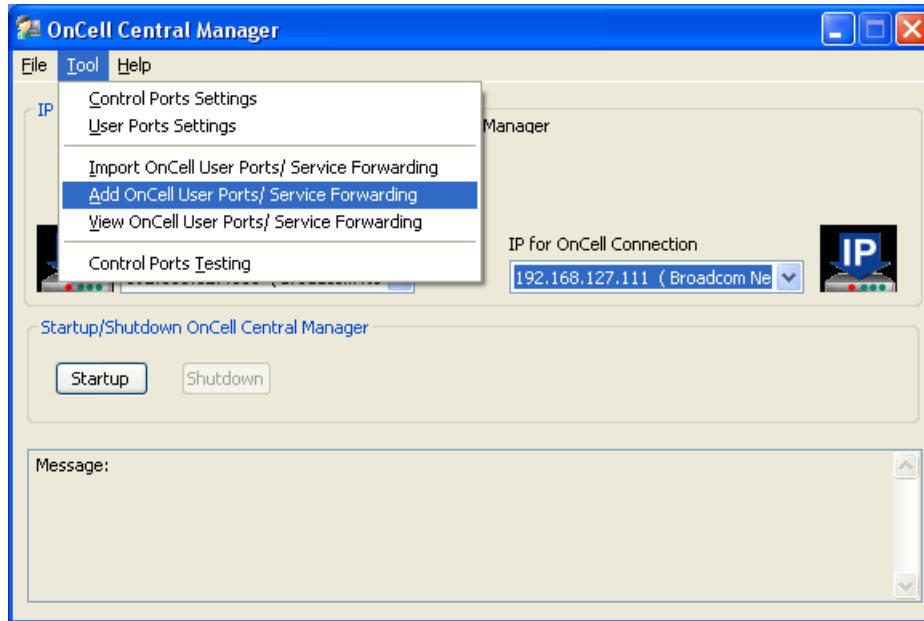 OnCell Central Manager
File Tool Help
Control Ports Settings
User Ports Settings
Import OnCell User Ports/ Service Forwarding
Add OnCell User Ports/ Service Forwarding
View OnCell User Ports/ Service Forwarding
Control Ports Testing
IP
Manager
IP for OnCell Connection
IP
192.168.127.111 ( Broadcom Ne
Startup/Shutdown OnCell Central Manager
Startup Shutdown
Message: